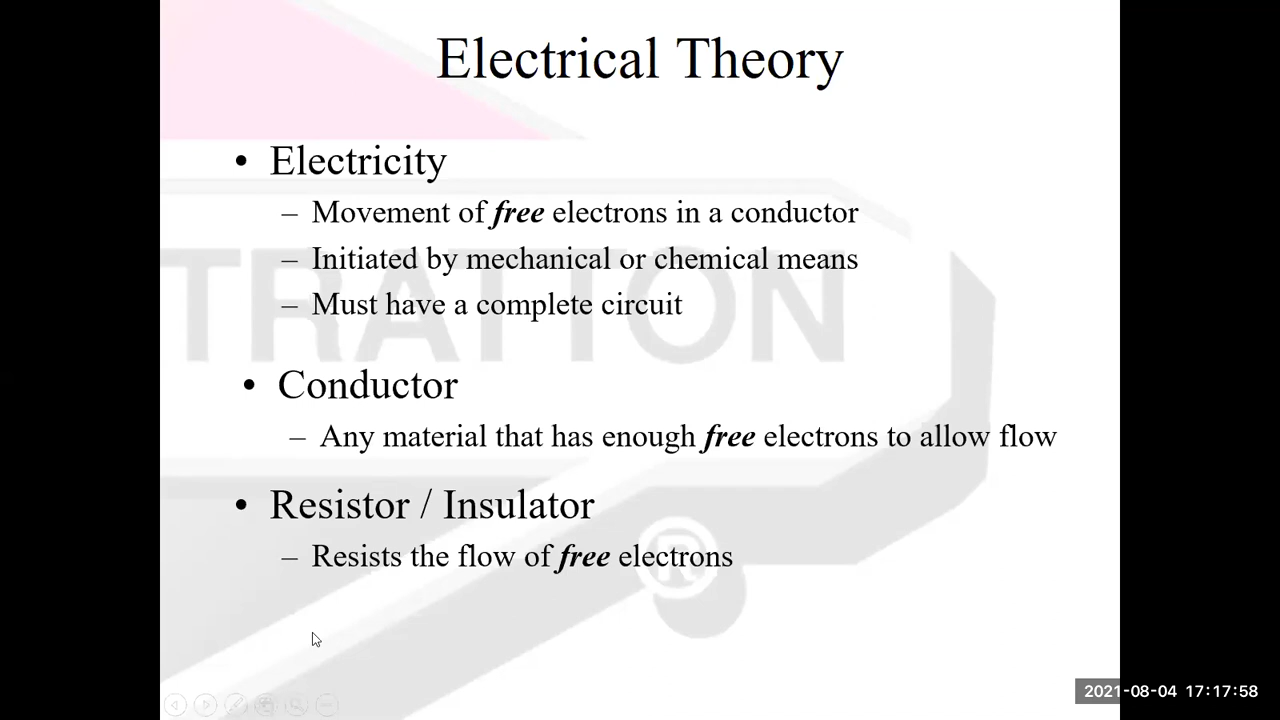 Electrical Theory
• Electricity
– Movement of free electrons in a conductor
– Initiated by mechanical or chemical means
– Must have a complete circuit
TRATTON
• Conductor
– Any material that has enough free electrons to allow flow
• Resistor / Insulator
– Resists the flow of free electrons
®
2021-08-04 17:17:58